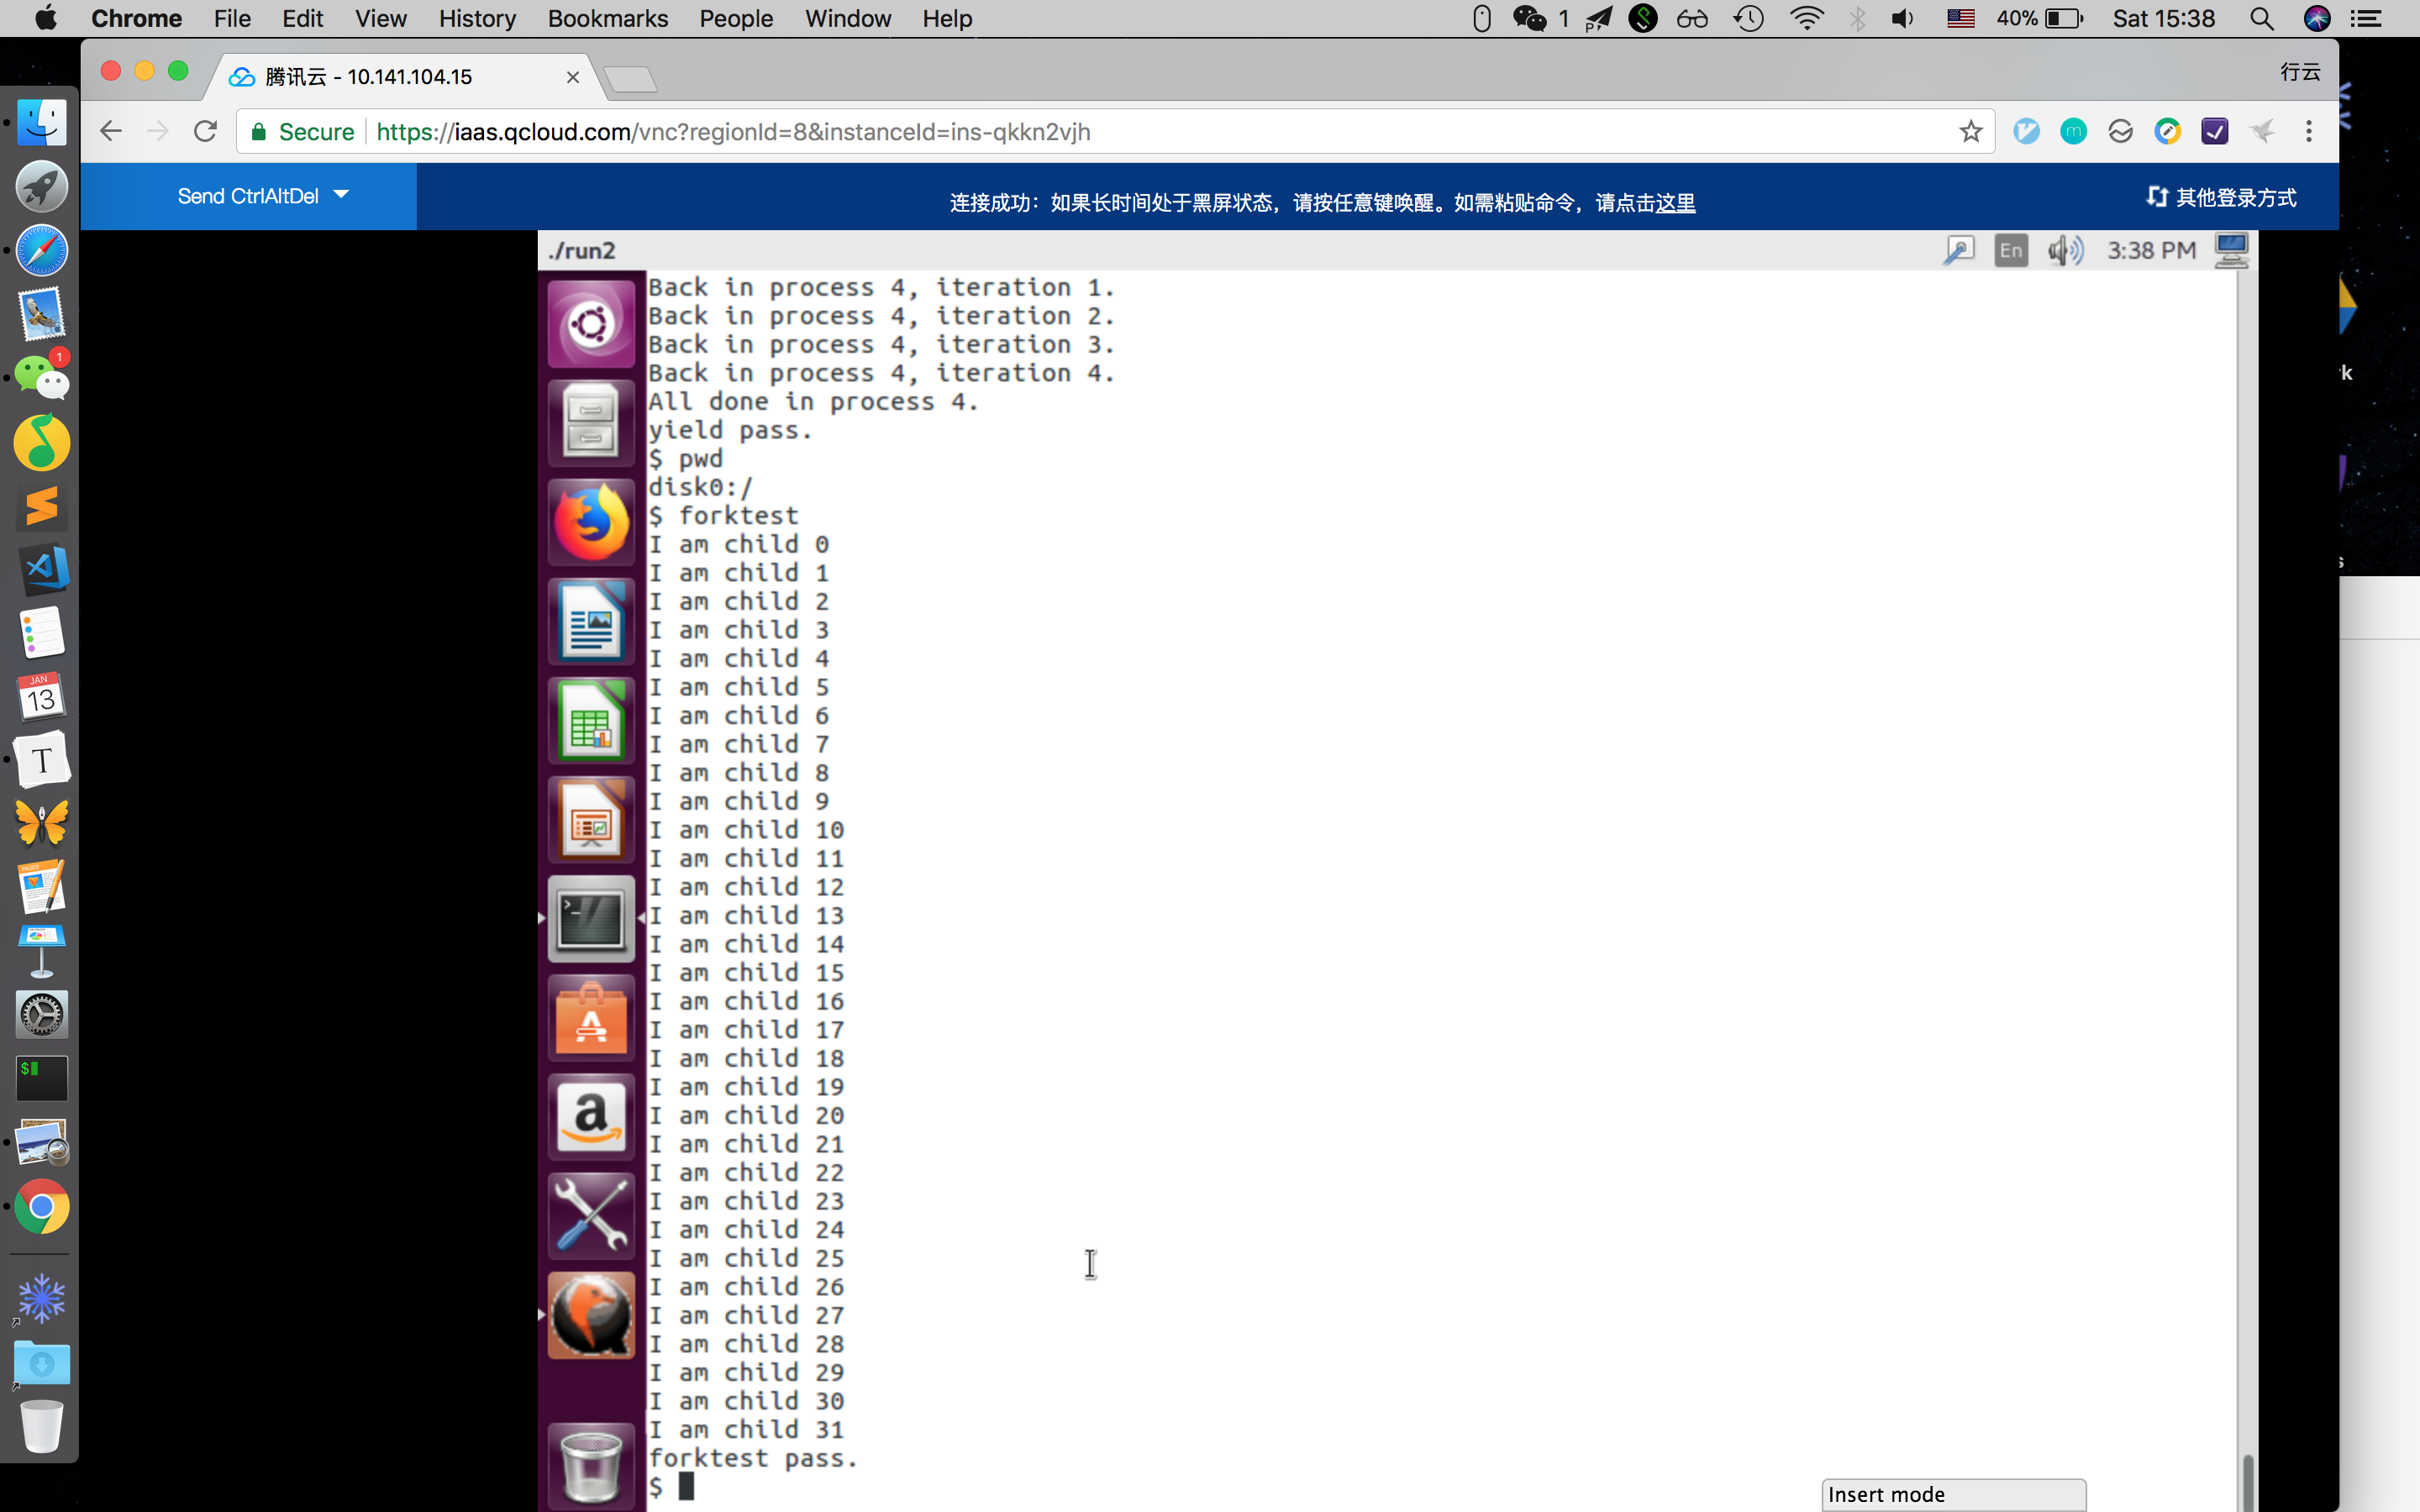 Chrome File Edit View History Bookmarks People Window Help 1 40% Sat 15:38
腾讯云 - 10.141.104.15
行云
Secure https://iaas.qcloud.com/vnc?regionId=8&instanceId=ins-qkkn2vjh
Send CtrlAltDel 连接成功：如果长时间处于黑屏状态，请按任意键唤醒。如需粘贴命令，请点击这里 其他登录方式
./run2 En 3:38 PM
Back in process 4, iteration 1.
Back in process 4, iteration 2.
Back in process 4, iteration 3.
Back in process 4, iteration 4.
All done in process 4.
yield pass.
$ pwd
disk0:/
$ forktest
I am child 0
I am child 1
I am child 2
I am child 3
I am child 4
I am child 5
I am child 6
I am child 7
I am child 8
I am child 9
I am child 10
I am child 11
I am child 12
I am child 13
I am child 14
I am child 15
I am child 16
I am child 17
I am child 18
I am child 19
I am child 20
I am child 21
I am child 22
I am child 23
I am child 24
I am child 25
I am child 26
I am child 27
I am child 28
I am child 29
I am child 30
I am child 31
forktest pass.
$
Insert mode
1
JAN
13
T